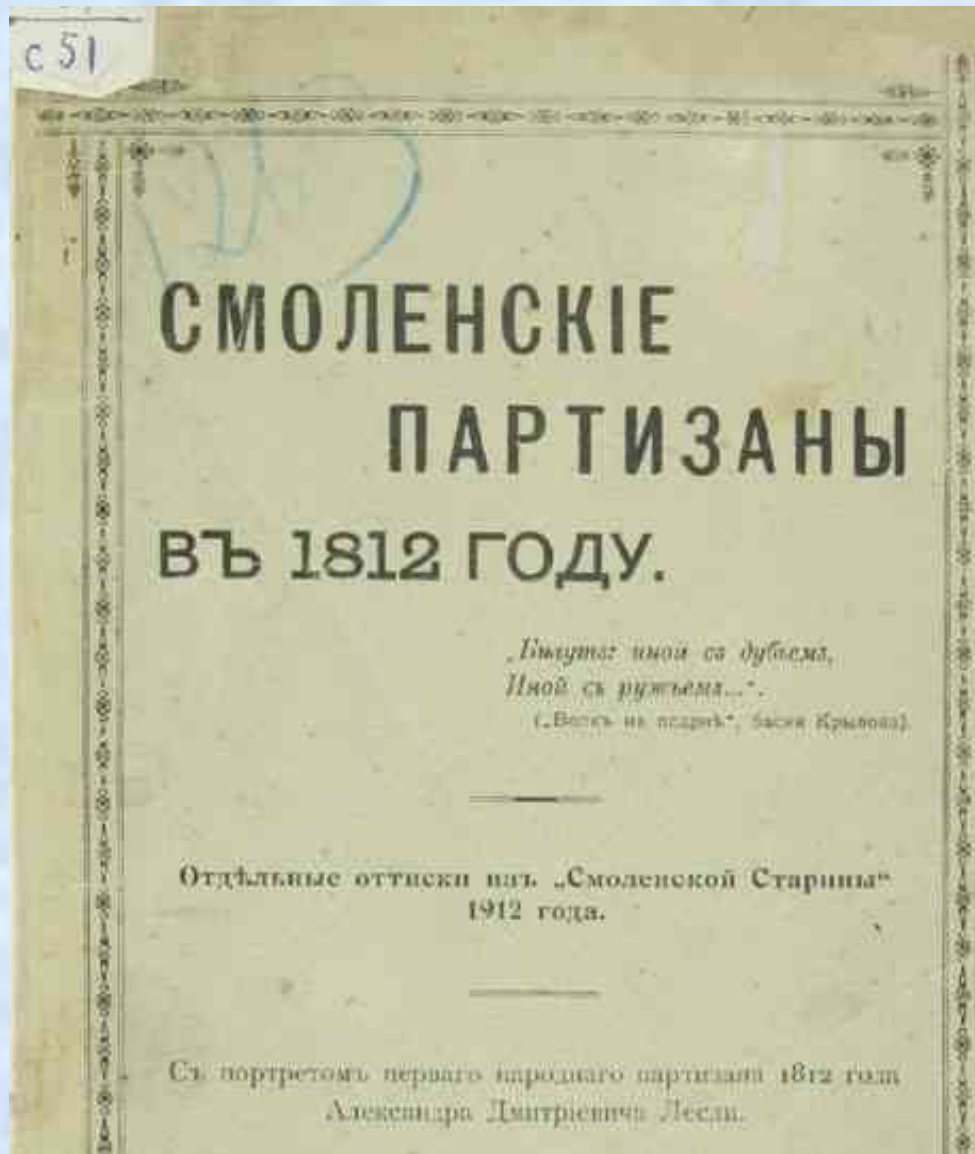 с 51
СМОЛЕНСКІЕ
ПАРТИЗАНЫ
ВЪ 1812 ГОДУ.
„Бѣгутъ: иной съ дубьемъ,
Иной съ ружьемъ...".
(„Волкъ на псарнѣ", басня Крылова).
Отдѣльные оттиски изъ „Смоленской Старины"
1912 года.
Съ портретомъ перваго народнаго партизана 1812 года
Александра Дмитріевича Лесли.